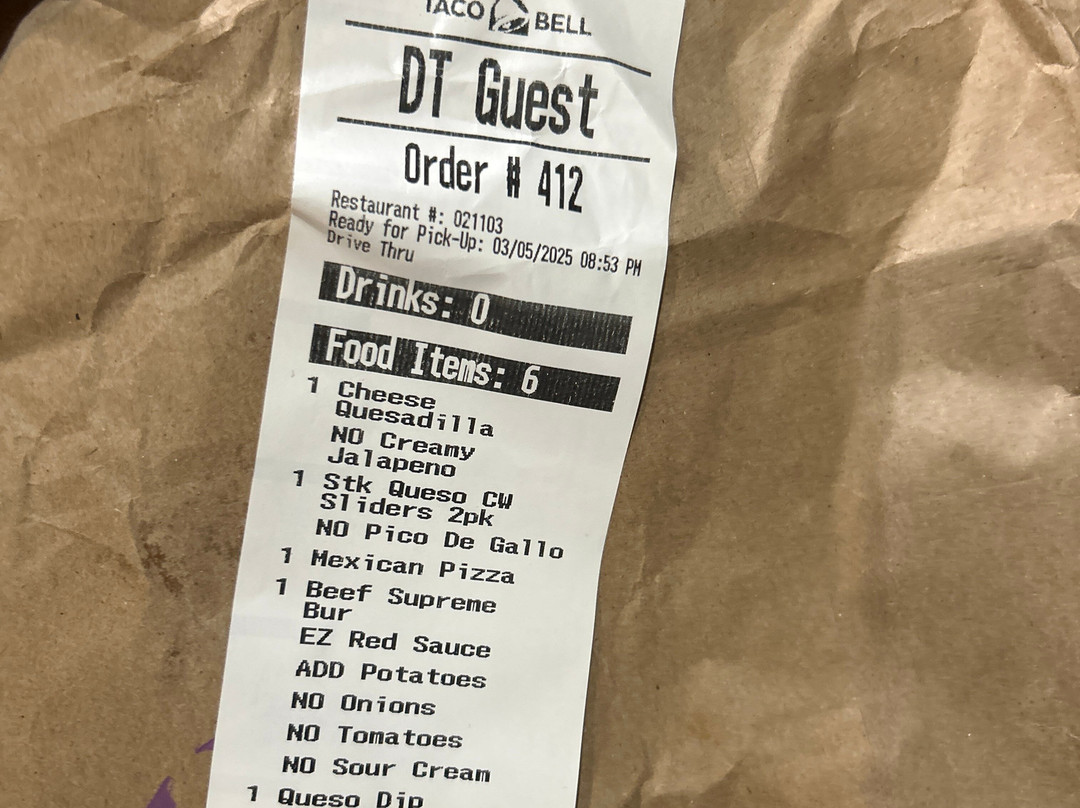 TACO BELL
DT Guest
Order # 412
Restaurant #: 021103
Ready for Pick-Up: 03/05/2025 08:53 PM
Drive Thru
Drinks: 0
Food Items: 6
1 Cheese
Quesadilla
NO Creamy
Jalapeno
1 Stk Queso CW
Sliders 2pk
NO Pico De Gallo
1 Mexican Pizza
1 Beef Supreme
Bur
EZ Red Sauce
ADD Potatoes
NO Onions
NO Tomatoes
NO Sour Cream
1 Queso Dip